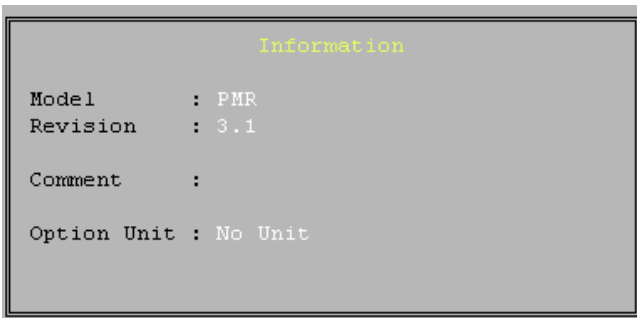 Information
Model : PMR
Revision : 3.1
Comment :
Option Unit : No Unit